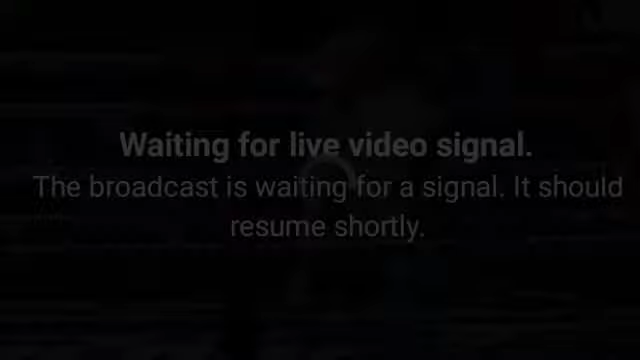 Waiting for live video signal.
The broadcast is waiting for a signal. It should
resume shortly.